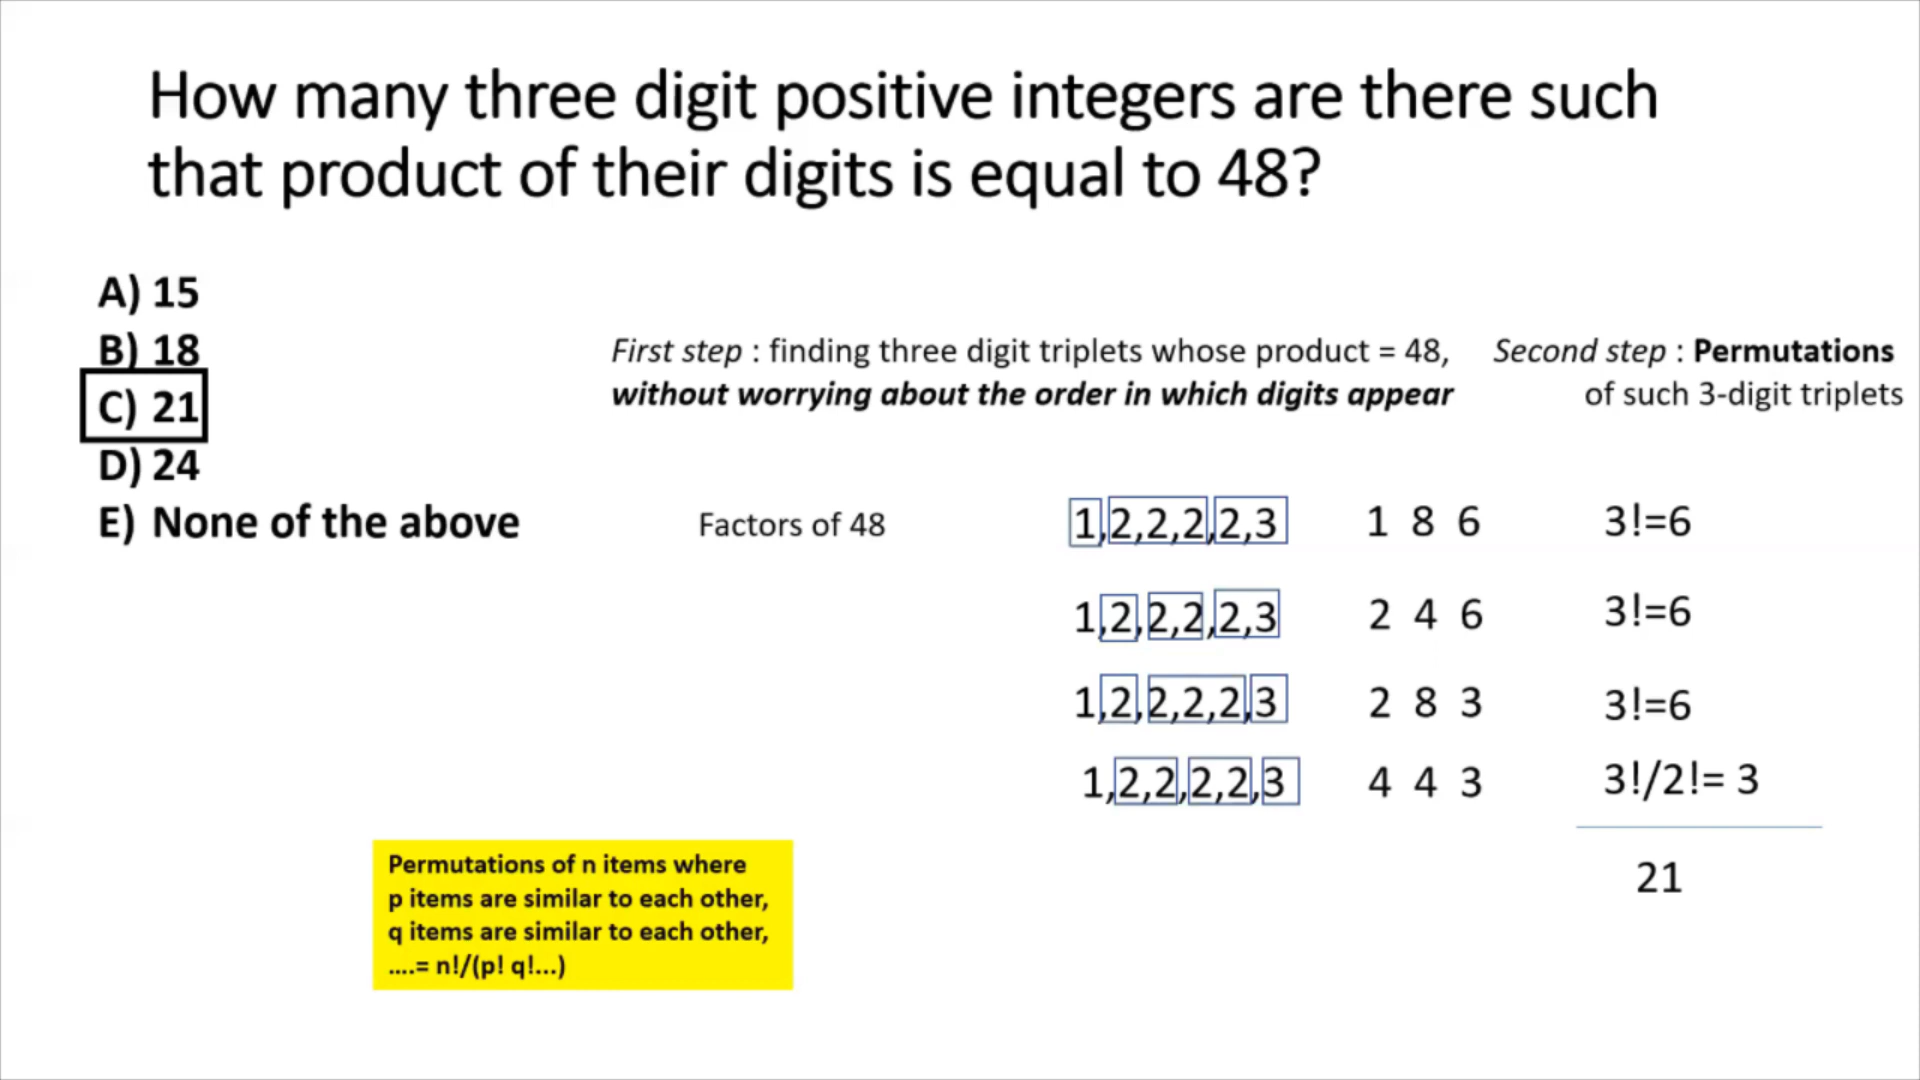 How many three digit positive integers are there such
that product of their digits is equal to 48?
A) 15
B) 18
C) 21
D) 24
E) None of the above
First step : finding three digit triplets whose product = 48,
without worrying about the order in which digits appear
Second step : Permutations
of such 3-digit triplets
Factors of 48
1,2,2,2,2,3 1 8 6 3!=6
1,2,2,2,2,3 2 4 6 3!=6
1,2,2,2,2,3 2 8 3 3!=6
1,2,2,2,2,3 4 4 3 3!/2!= 3
21
Permutations of n items where
p items are similar to each other,
q items are similar to each other,
....= n!/(p! q!...)